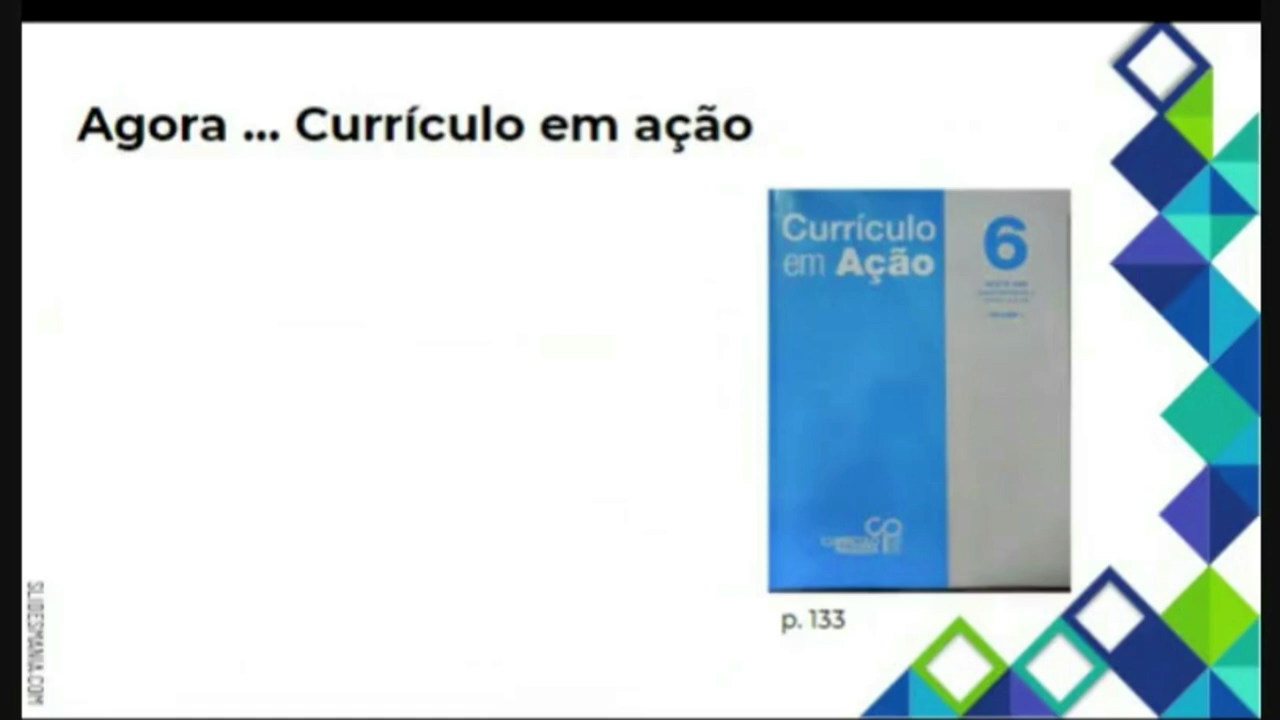 Agora ... Currículo em ação
Currículo
em Ação
6
p. 133
SLIDESMANIA.COM